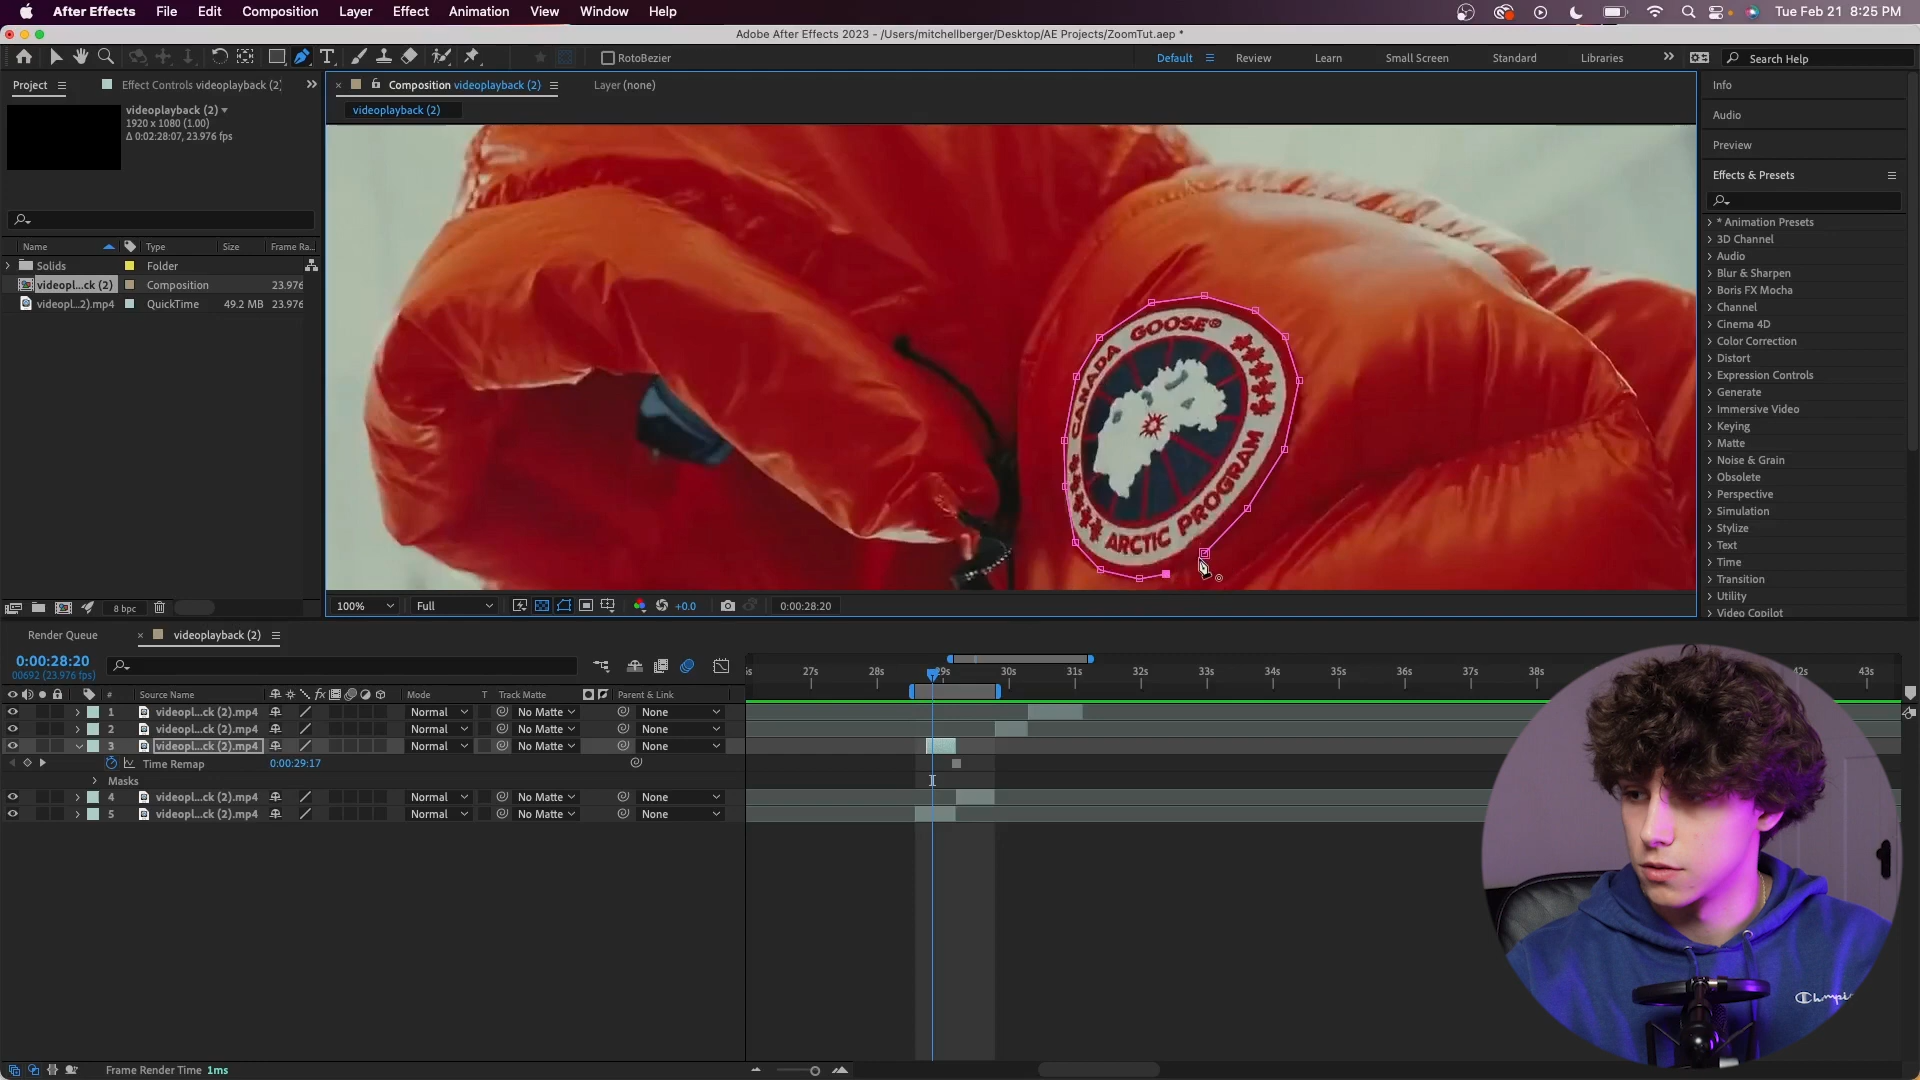 After Effects File Edit Composition Layer Effect Animation View Window Help Tue Feb 21 8:25 PM
Adobe After Effects 2023 - /Users/mitchellberger/Desktop/AE Projects/ZoomTut.aep *
RotoBezier Default Review Learn Small Screen Standard Libraries Search Help
Project Effect Controls videoplayback (2) Composition videoplayback (2) Layer (none) Info
videoplayback (2)
videoplayback (2)
1920 x 1080 (1.00)
Δ 0:02:28:07, 23.976 fps
Audio
Preview
Effects & Presets
Name Type Size Frame Ra...
Solids Folder
videopl...ck (2) Composition 23.976
videopl...2).mp4 QuickTime 49.2 MB 23.976
* Animation Presets
3D Channel
Audio
Blur & Sharpen
Boris FX Mocha
Channel
Cinema 4D
Color Correction
Distort
Expression Controls
Generate
Immersive Video
Keying
Matte
Noise & Grain
Obsolete
Perspective
Simulation
Stylize
Text
Time
Transition
Utility
Video Copilot
CANADA GOOSE®
ARCTIC PROGRAM
8 bpc 100% Full +0.0 0:00:28:20
Render Queue videoplayback (2)
0:00:28:20
00692 (23.976 fps)
27s 28s 29s 30s 31s 32s 33s 34s 35s 36s 37s 38s 42s 43s
# Source Name Mode T Track Matte Parent & Link
1 videopl...ck (2).mp4 Normal No Matte None
2 videopl...ck (2).mp4 Normal No Matte None
3 videopl...ck (2).mp4 Normal No Matte None
Time Remap 0:00:29:17
Masks
4 videopl...ck (2).mp4 Normal No Matte None
5 videopl...ck (2).mp4 Normal No Matte None
Frame Render Time 1ms